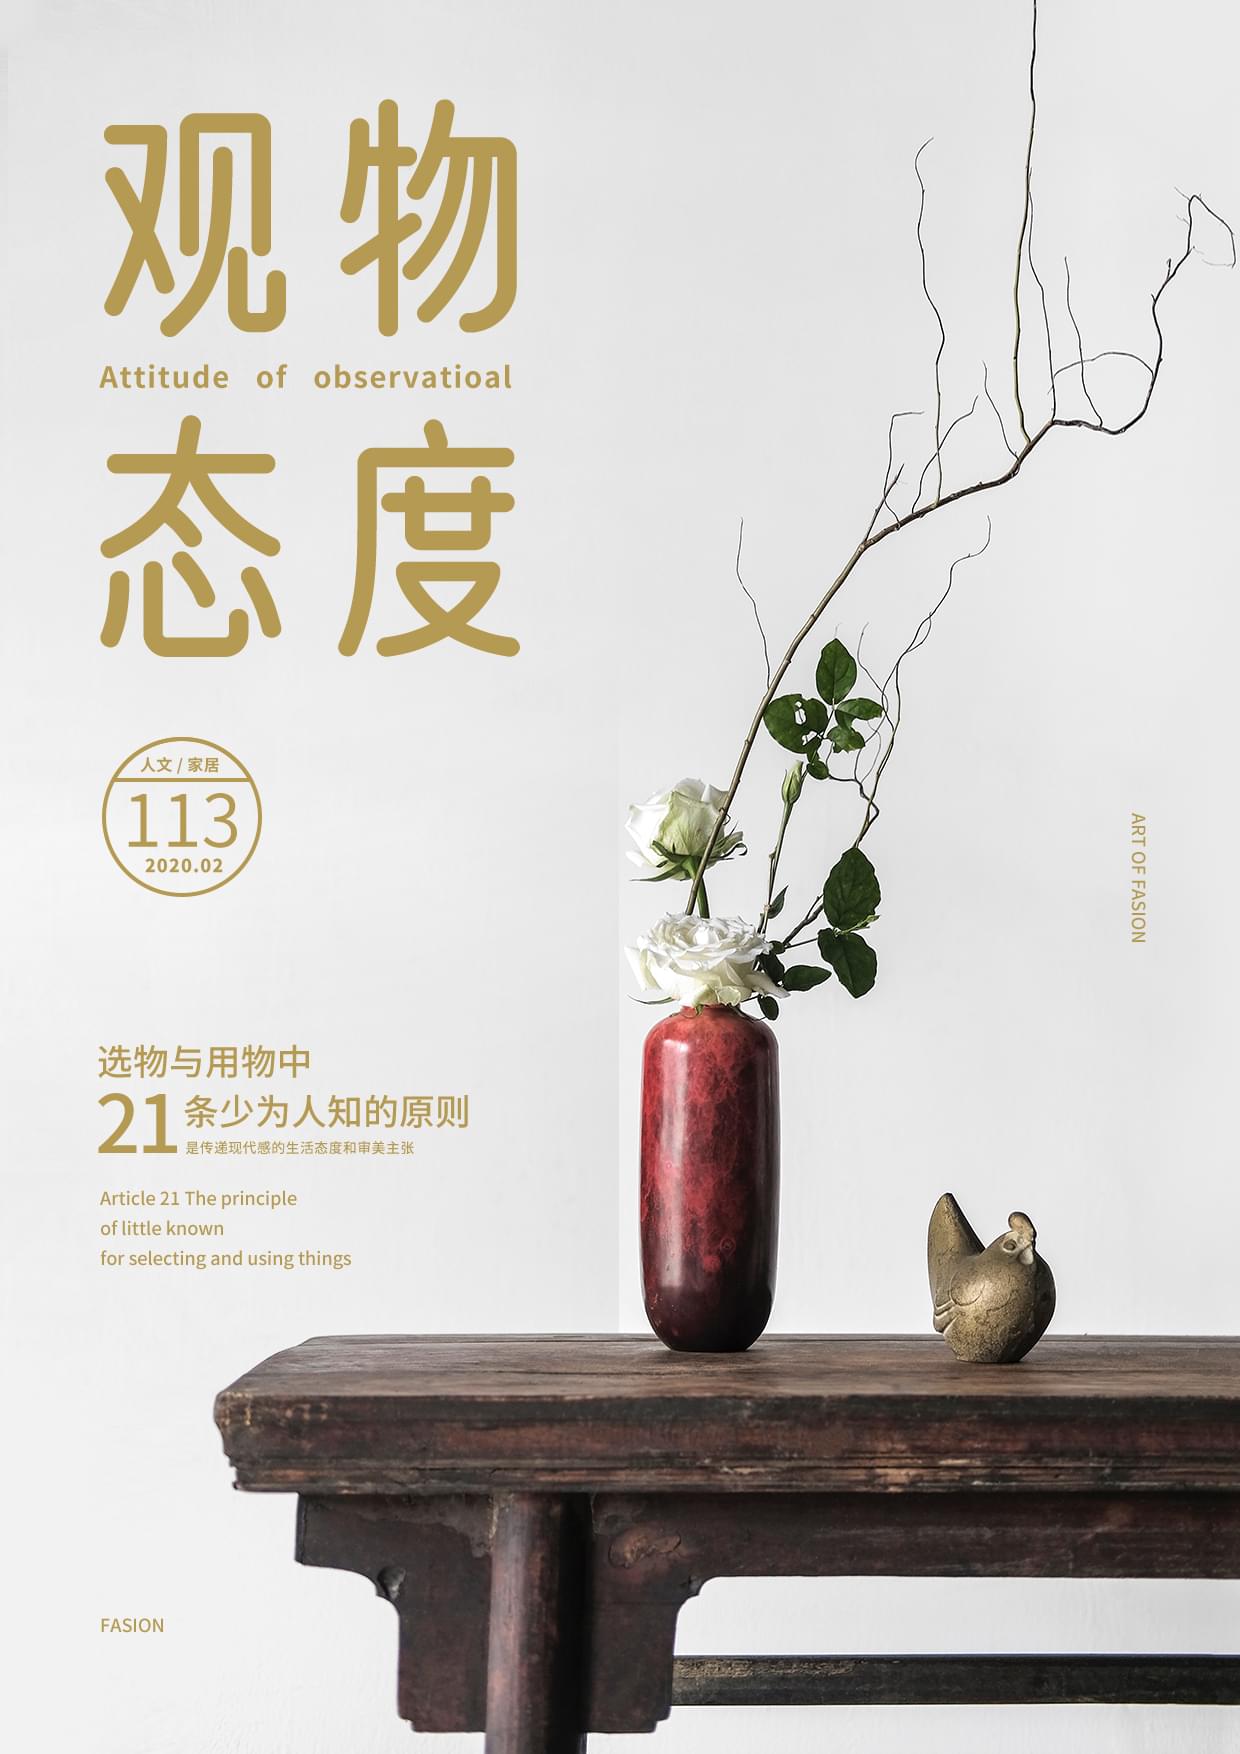 观物
Attitude of observatioal
态度
人文 / 家居
113
2020.02
ART OF FASION
选物与用物中
21条少为人知的原则
是传递现代感的生活态度和审美主张
Article 21 The principle
of little known
for selecting and using things
FASION